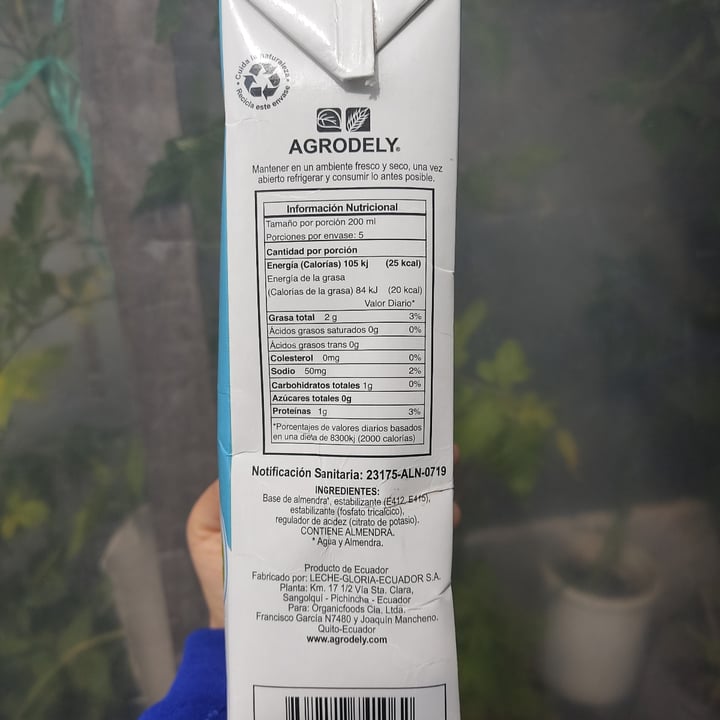 Cuida la naturaleza
Recicla este envase
AGRODELY®
Mantener en un ambiente fresco y seco, una vez
abierto refrigerar y consumir lo antes posible.
Información Nutricional
Tamaño por porción 200 ml
Porciones por envase: 5
Cantidad por porción
Energía (Calorías) 105 kj (25 kcal)
Energía de la grasa
(Calorías de la grasa) 84 kJ (20 kcal)
Valor Diario*
Grasa total 2 g 3%
Ácidos grasos saturados 0g 0%
Ácidos grasos trans 0g
Colesterol 0mg 0%
Sodio 50mg 2%
Carbohidratos totales 1g 0%
Azúcares totales 0g
Proteínas 1g 3%
*Porcentajes de valores diarios basados
en una dieta de 8300kj (2000 calorías)
Notificación Sanitaria: 23175-ALN-0719
INGREDIENTES:
Base de almendra*, estabilizante (E412, E415),
estabilizante (fosfato tricálcico),
regulador de acidez (citrato de potasio).
CONTIENE ALMENDRA.
* Agua y Almendra.
Producto de Ecuador
Fabricado por: LECHE-GLORIA-ECUADOR S.A.
Planta: Km. 17 1/2 Vía Sta. Clara,
Sangolquí - Pichincha - Ecuador
Para: Organicfoods Cía. Ltda.
Francisco García N7480 y Joaquín Mancheno.
Quito-Ecuador
www.agrodely.com